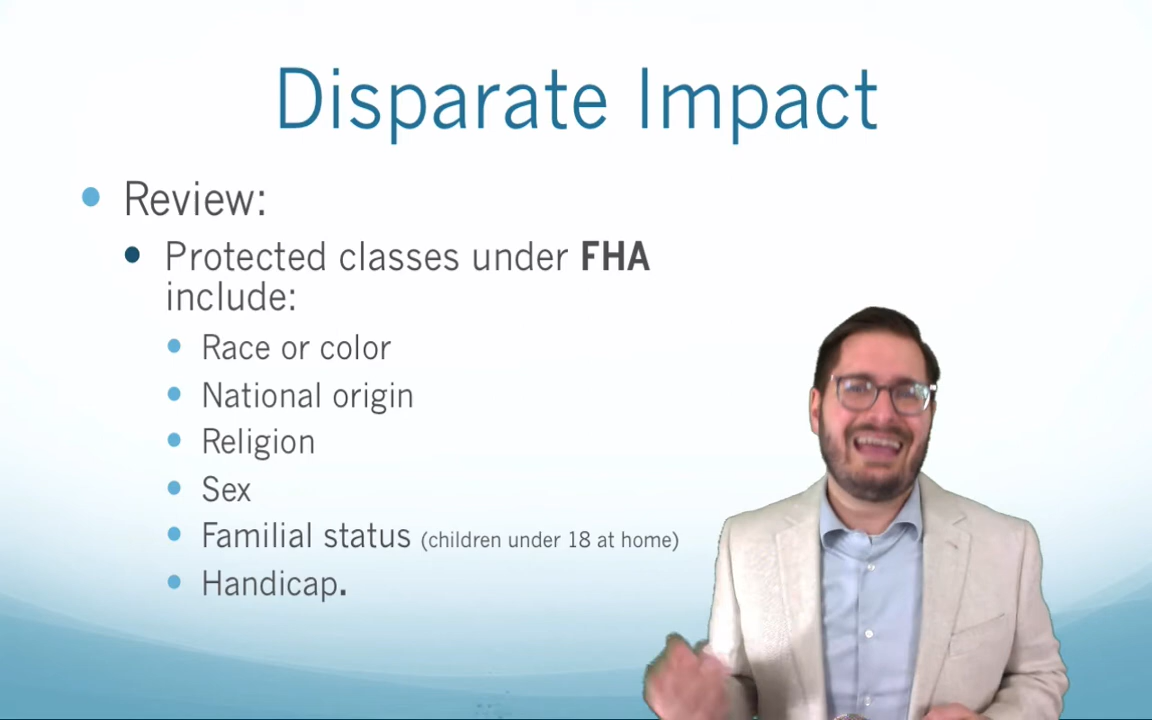 Disparate Impact
Review:
Protected classes under FHA
include:
Race or color
National origin
Religion
Sex
Familial status (children under 18 at home)
Handicap.